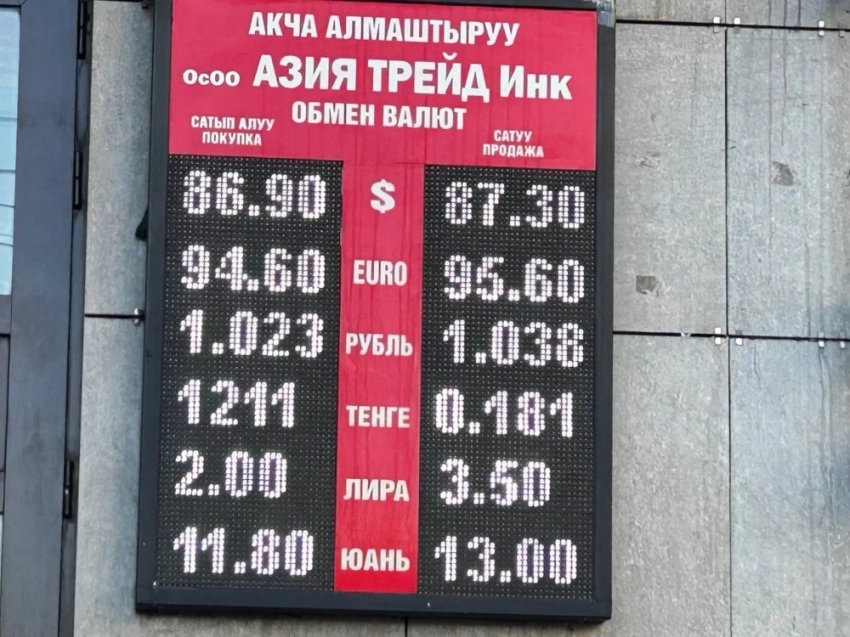 АКЧА АЛМАШТЫРУУ
ОсОО АЗИЯ ТРЕЙД Инк
ОБМЕН ВАЛЮТ
САТЫП АЛУУ
ПОКУПКА
САТУУ
ПРОДАЖА
86.90 $ 87.30
94.60 EURO 95.60
1.023 РУБЛЬ 1.038
1211 ТЕНГЕ 0.181
2.00 ЛИРА 3.50
11.80 ЮАНЬ 13.00